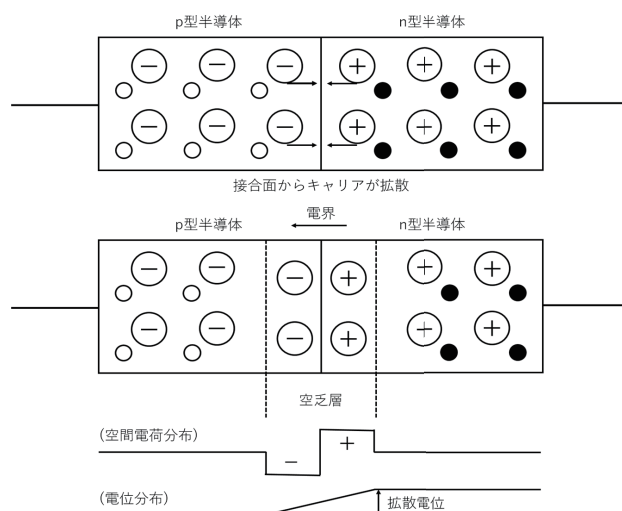 p型半導体 n型半導体
接合面からキャリアが拡散
電界
p型半導体 n型半導体
空乏層
(空間電荷分布)
(電位分布)
拡散電位